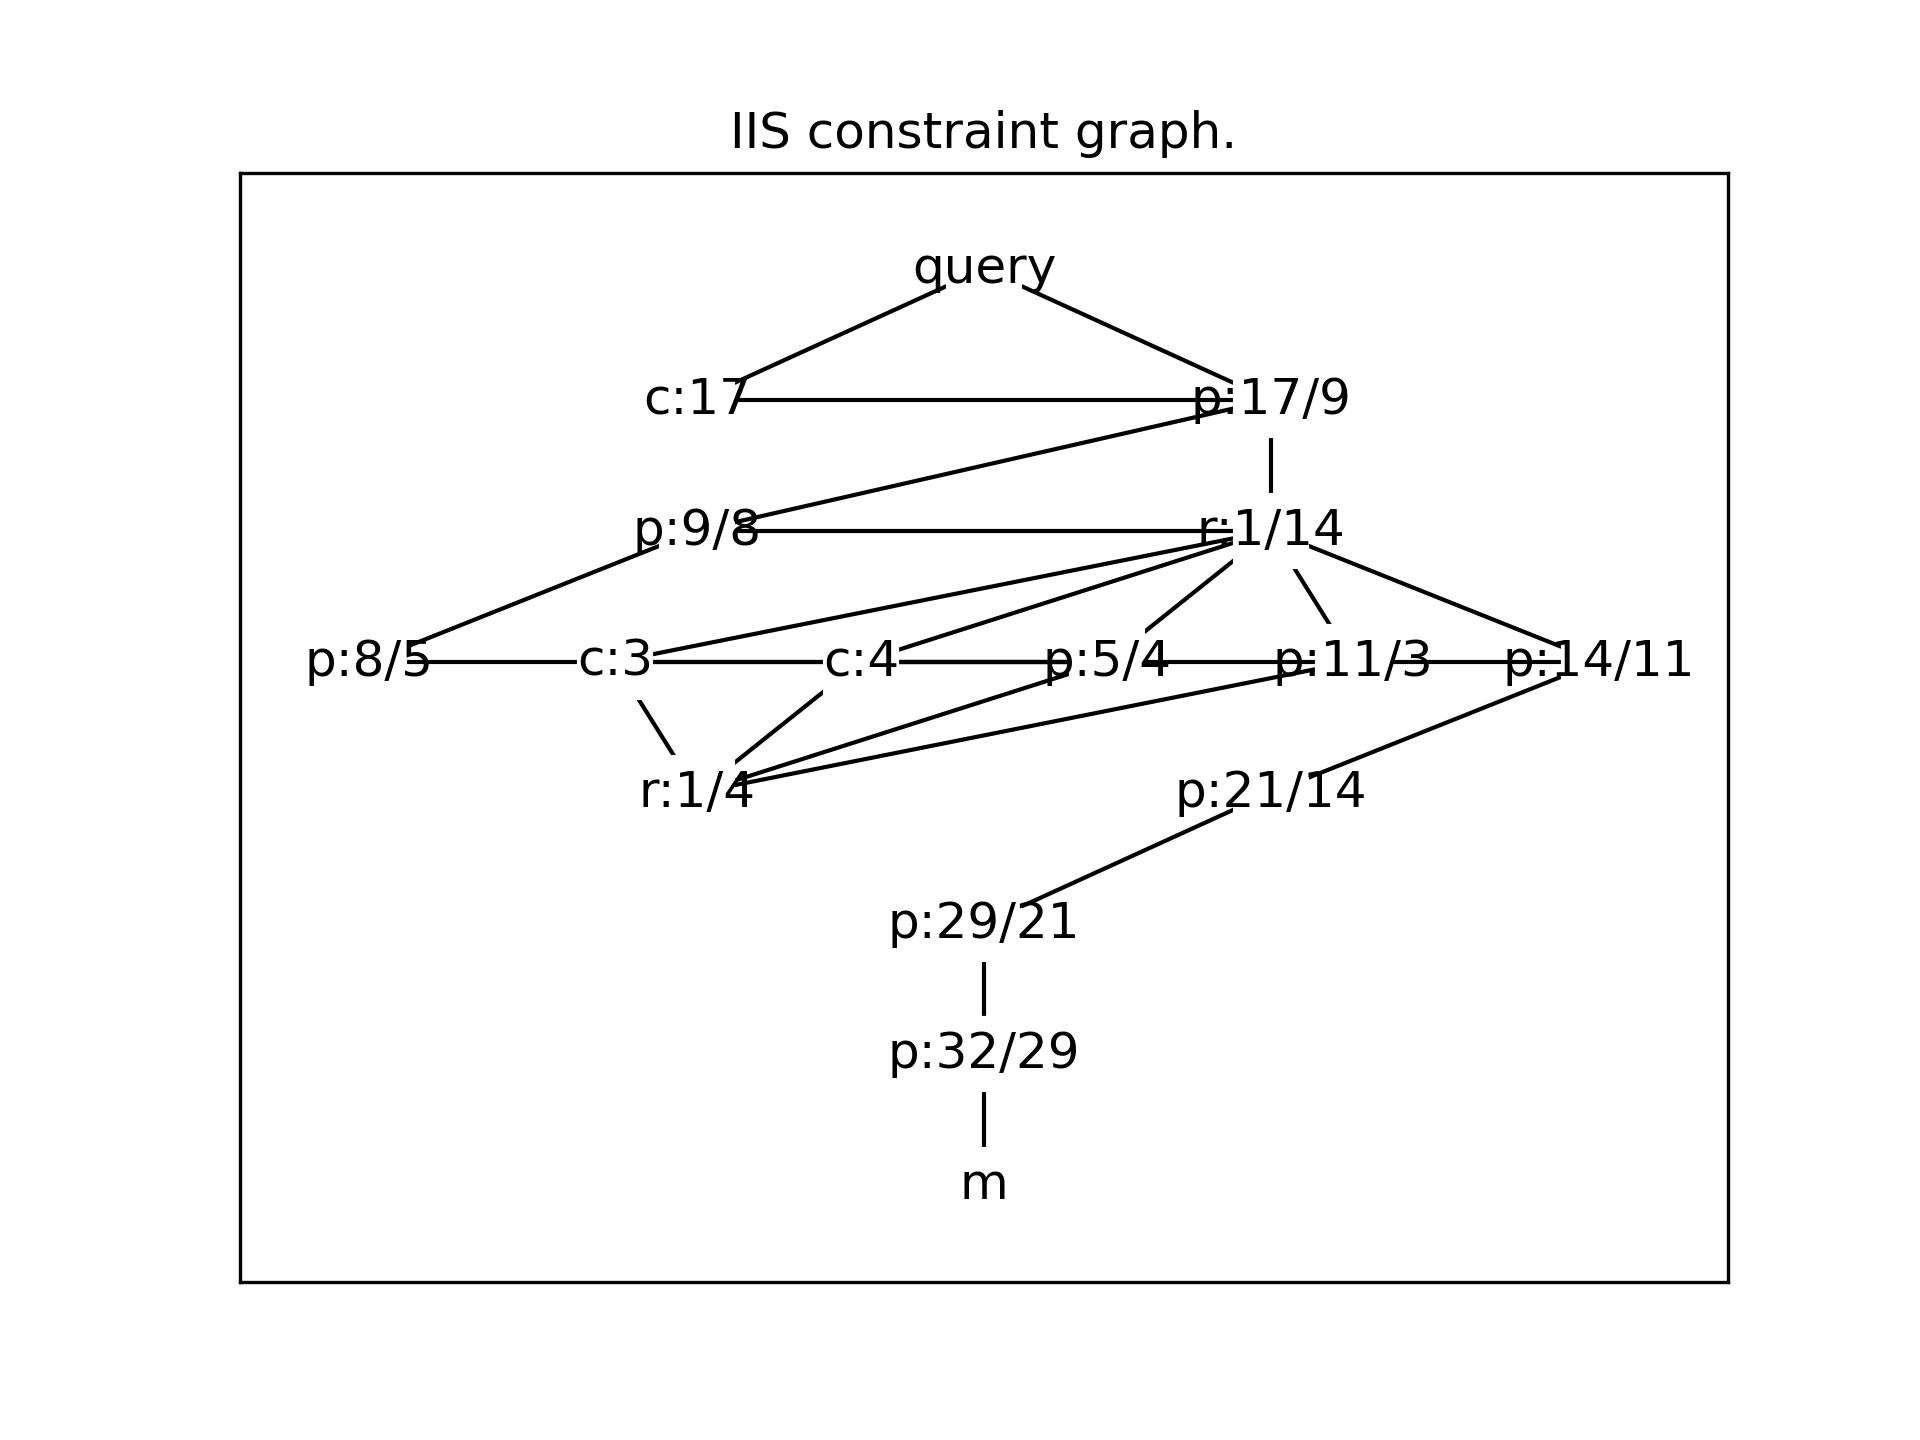 IIS constraint graph.
query
c:17 p:17/9
p:9/8 r:1/14
p:8/5 c:3 c:4 p:5/4 p:11/3 p:14/11
r:1/4 p:21/14
p:29/21
p:32/29
m